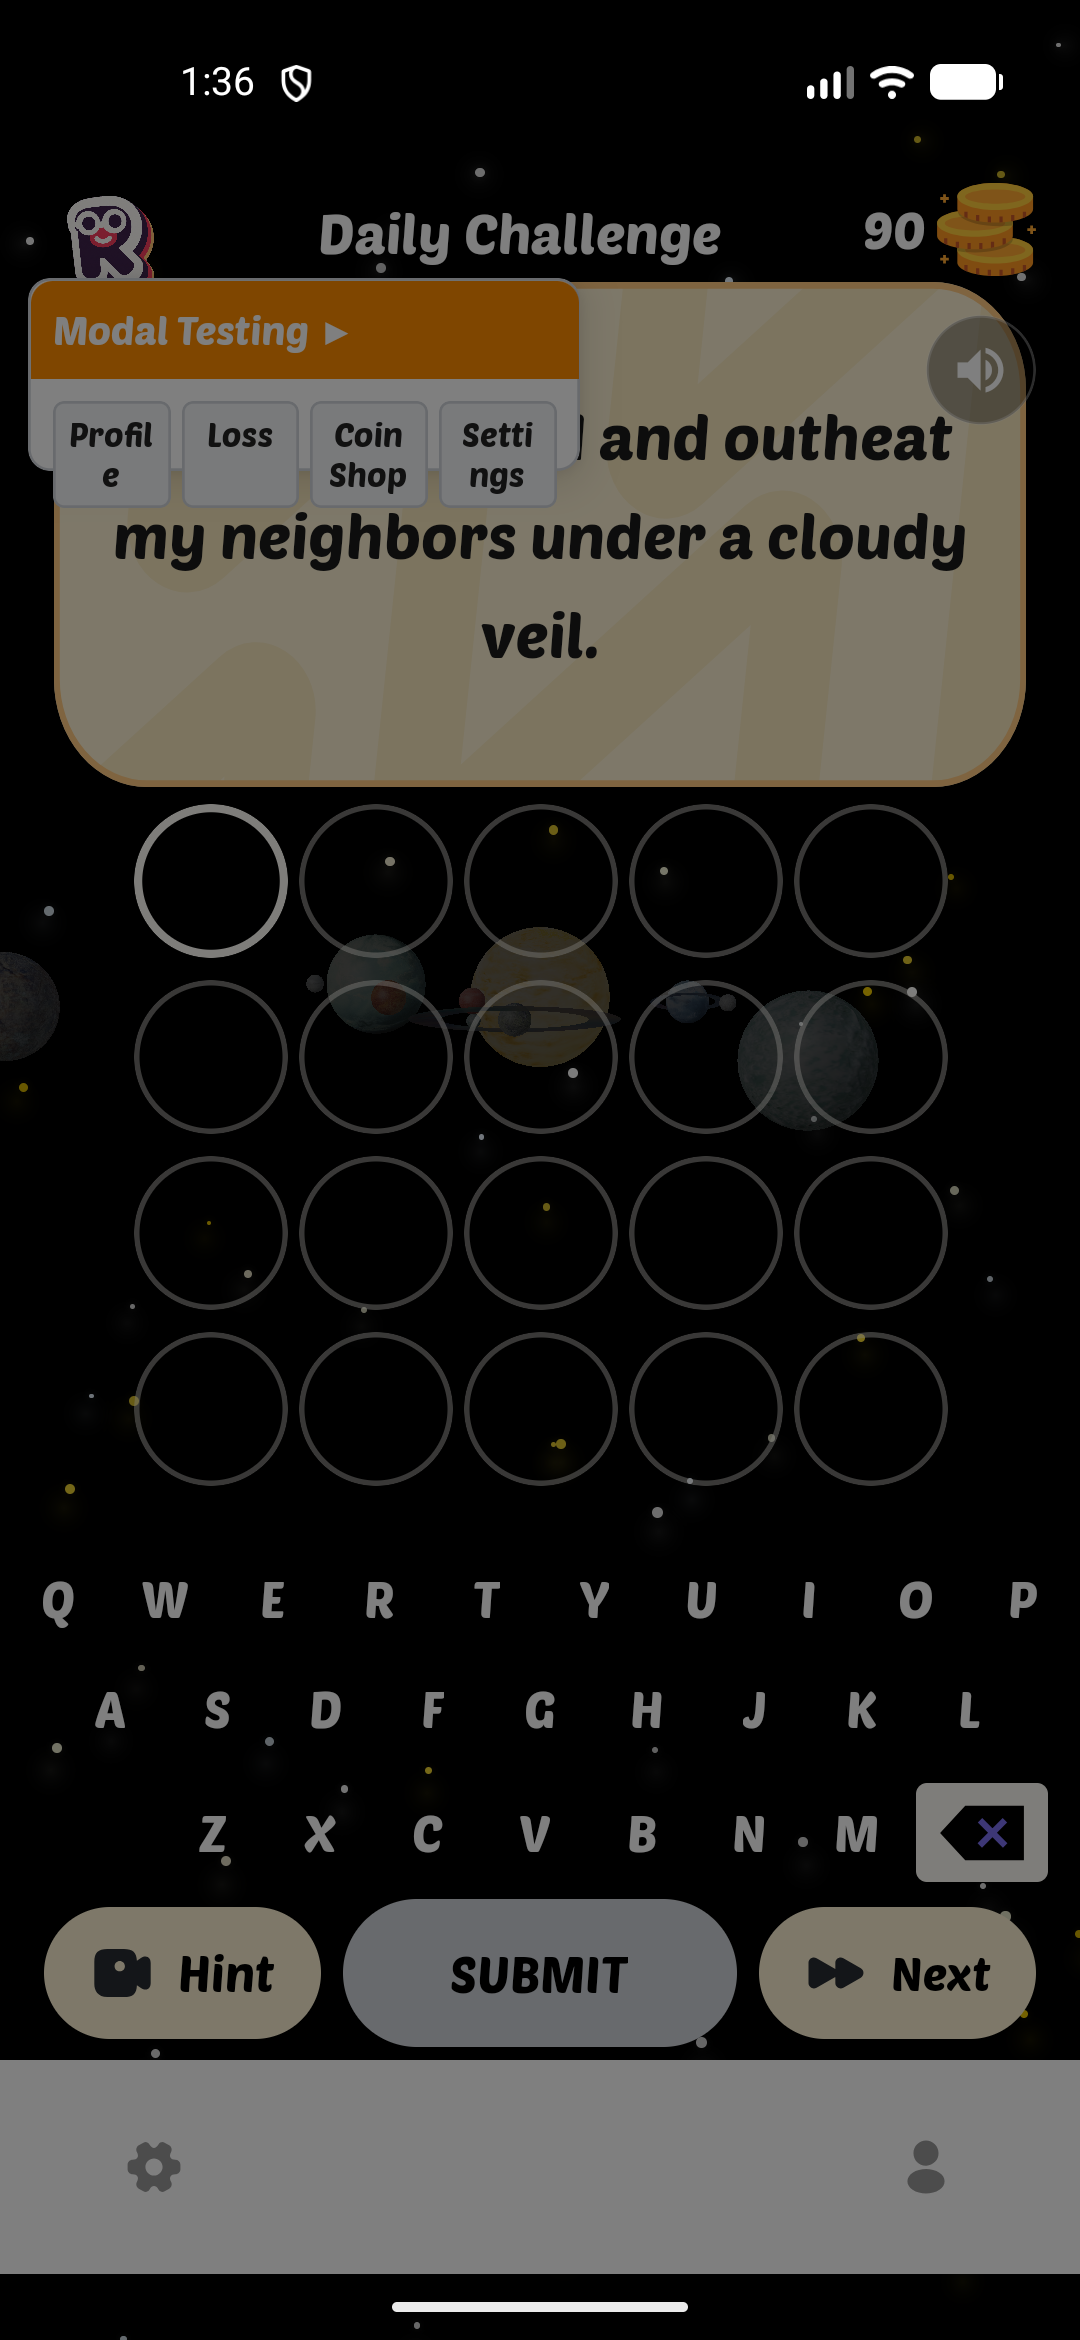 1:36
Daily Challenge
90
Modal Testing ▶
Profil
e
Loss
Coin
Shop
Setti
ngs
and outheat
my neighbors under a cloudy
veil.
Q W E R T Y U I O P
A S D F G H J K L
Z X C V B N M
Hint
SUBMIT
Next